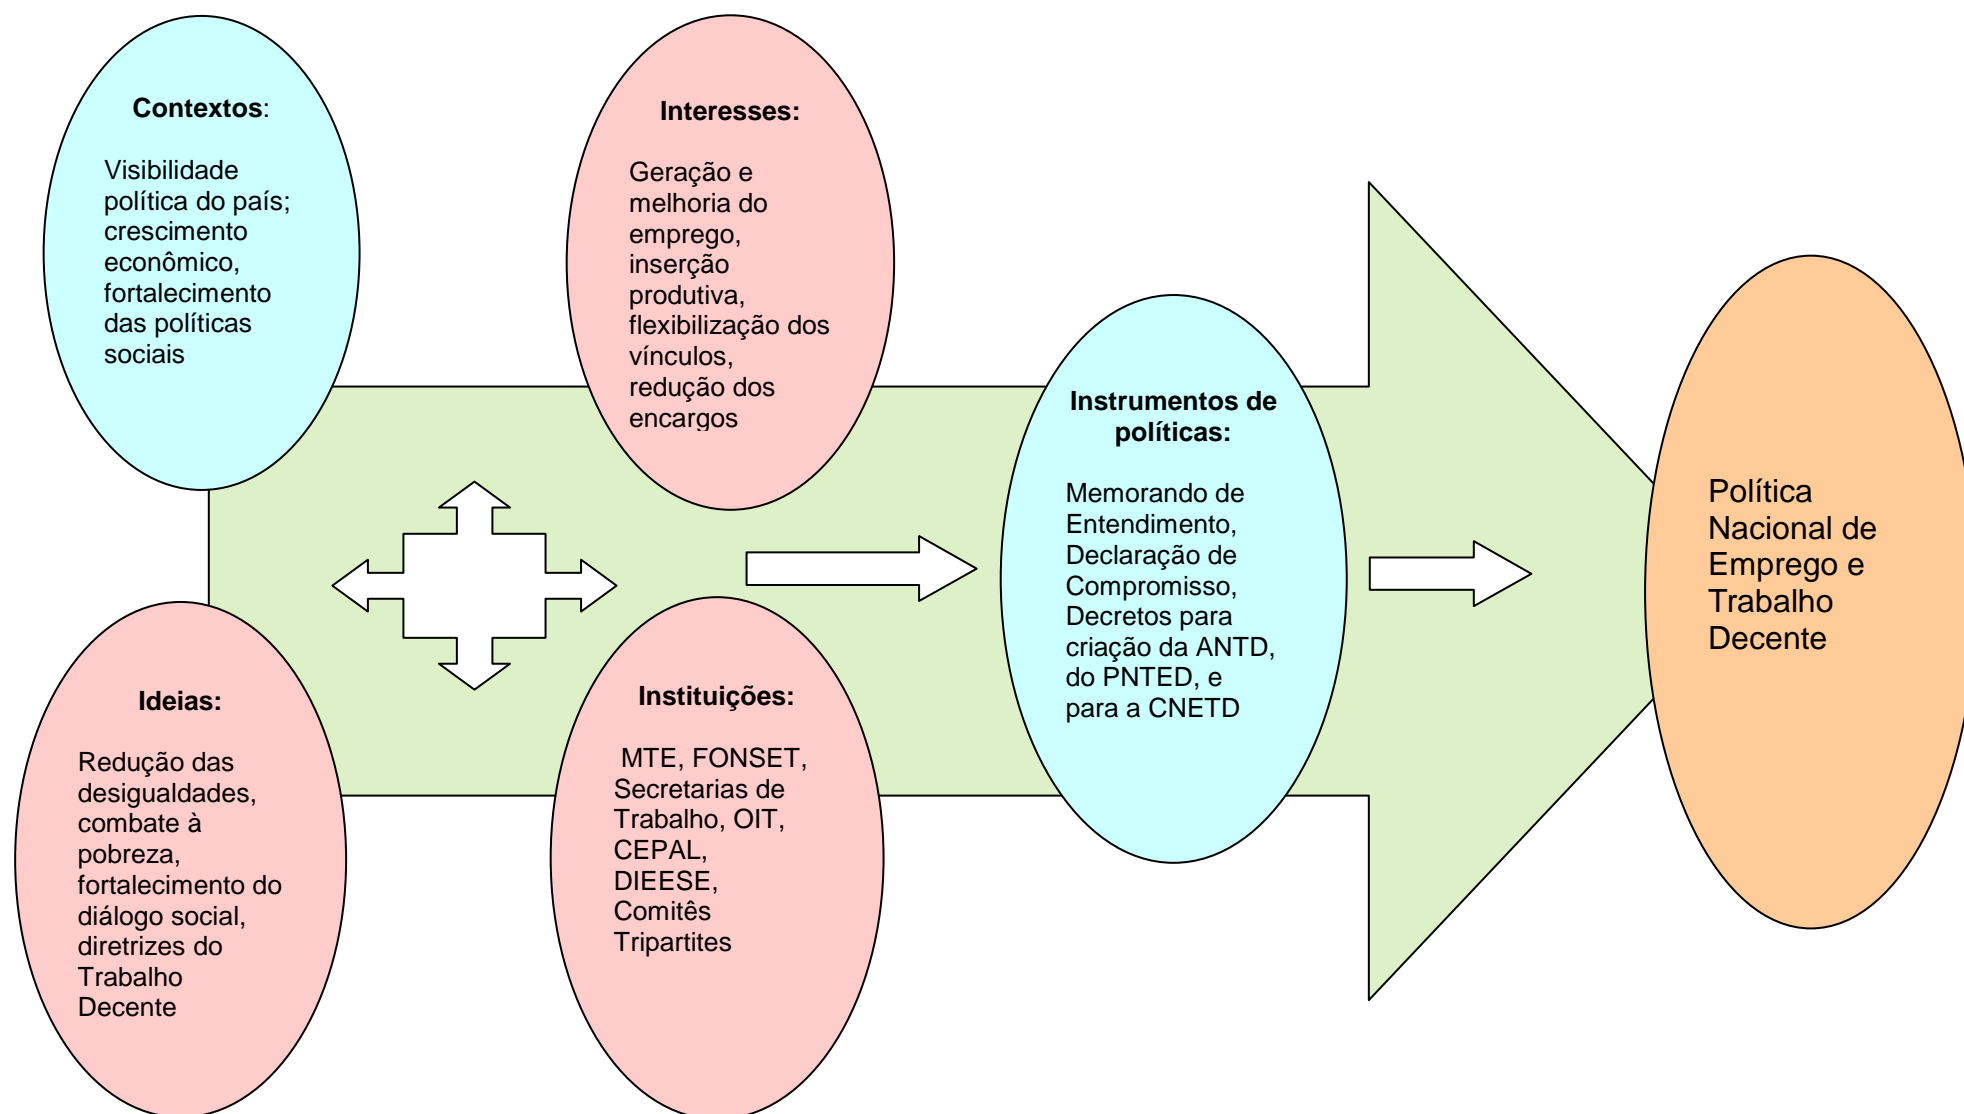 Contextos:
Visibilidade
política do país;
crescimento
econômico,
fortalecimento
das políticas
sociais
Interesses:
Geração e
melhoria do
emprego,
inserção
produtiva,
flexibilização dos
vínculos,
redução dos
encargos
Ideias:
Redução das
desigualdades,
combate à
pobreza,
fortalecimento do
diálogo social,
diretrizes do
Trabalho
Decente
Instituições:
MTE, FONSET,
Secretarias de
Trabalho, OIT,
CEPAL,
DIEESE,
Comitês
Tripartites
Instrumentos de
políticas:
Memorando de
Entendimento,
Declaração de
Compromisso,
Decretos para
criação da ANTD,
do PNTED, e
para a CNETD
Política
Nacional de
Emprego e
Trabalho
Decente